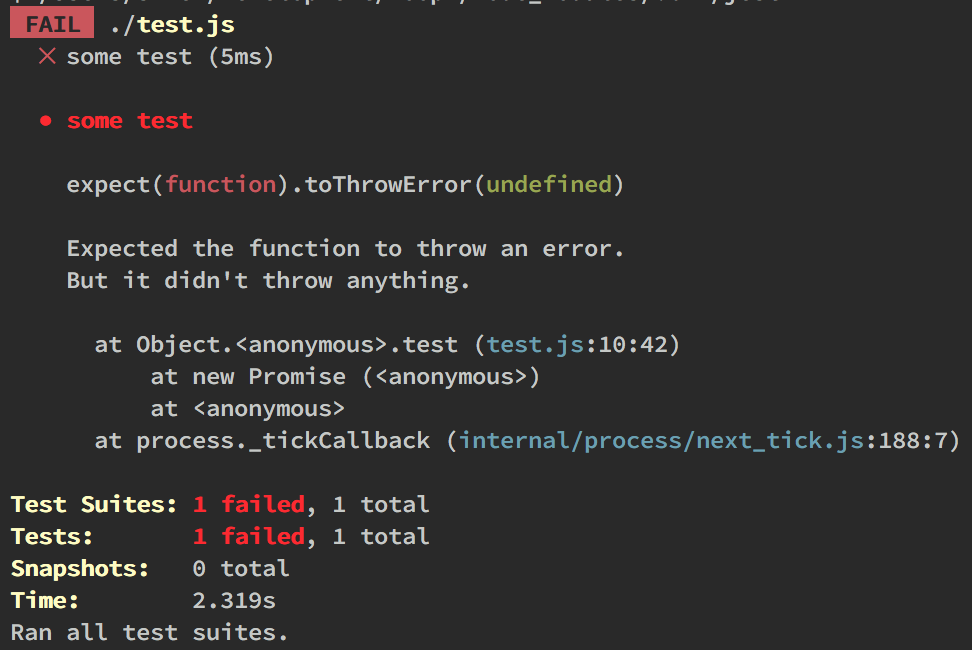 FAIL ./test.js
✕ some test (5ms)
● some test
expect(function).toThrowError(undefined)
Expected the function to throw an error.
But it didn't throw anything.
at Object.<anonymous>.test (test.js:10:42)
at new Promise (<anonymous>)
at <anonymous>
at process._tickCallback (internal/process/next_tick.js:188:7)
Test Suites: 1 failed, 1 total
Tests: 1 failed, 1 total
Snapshots: 0 total
Time: 2.319s
Ran all test suites.